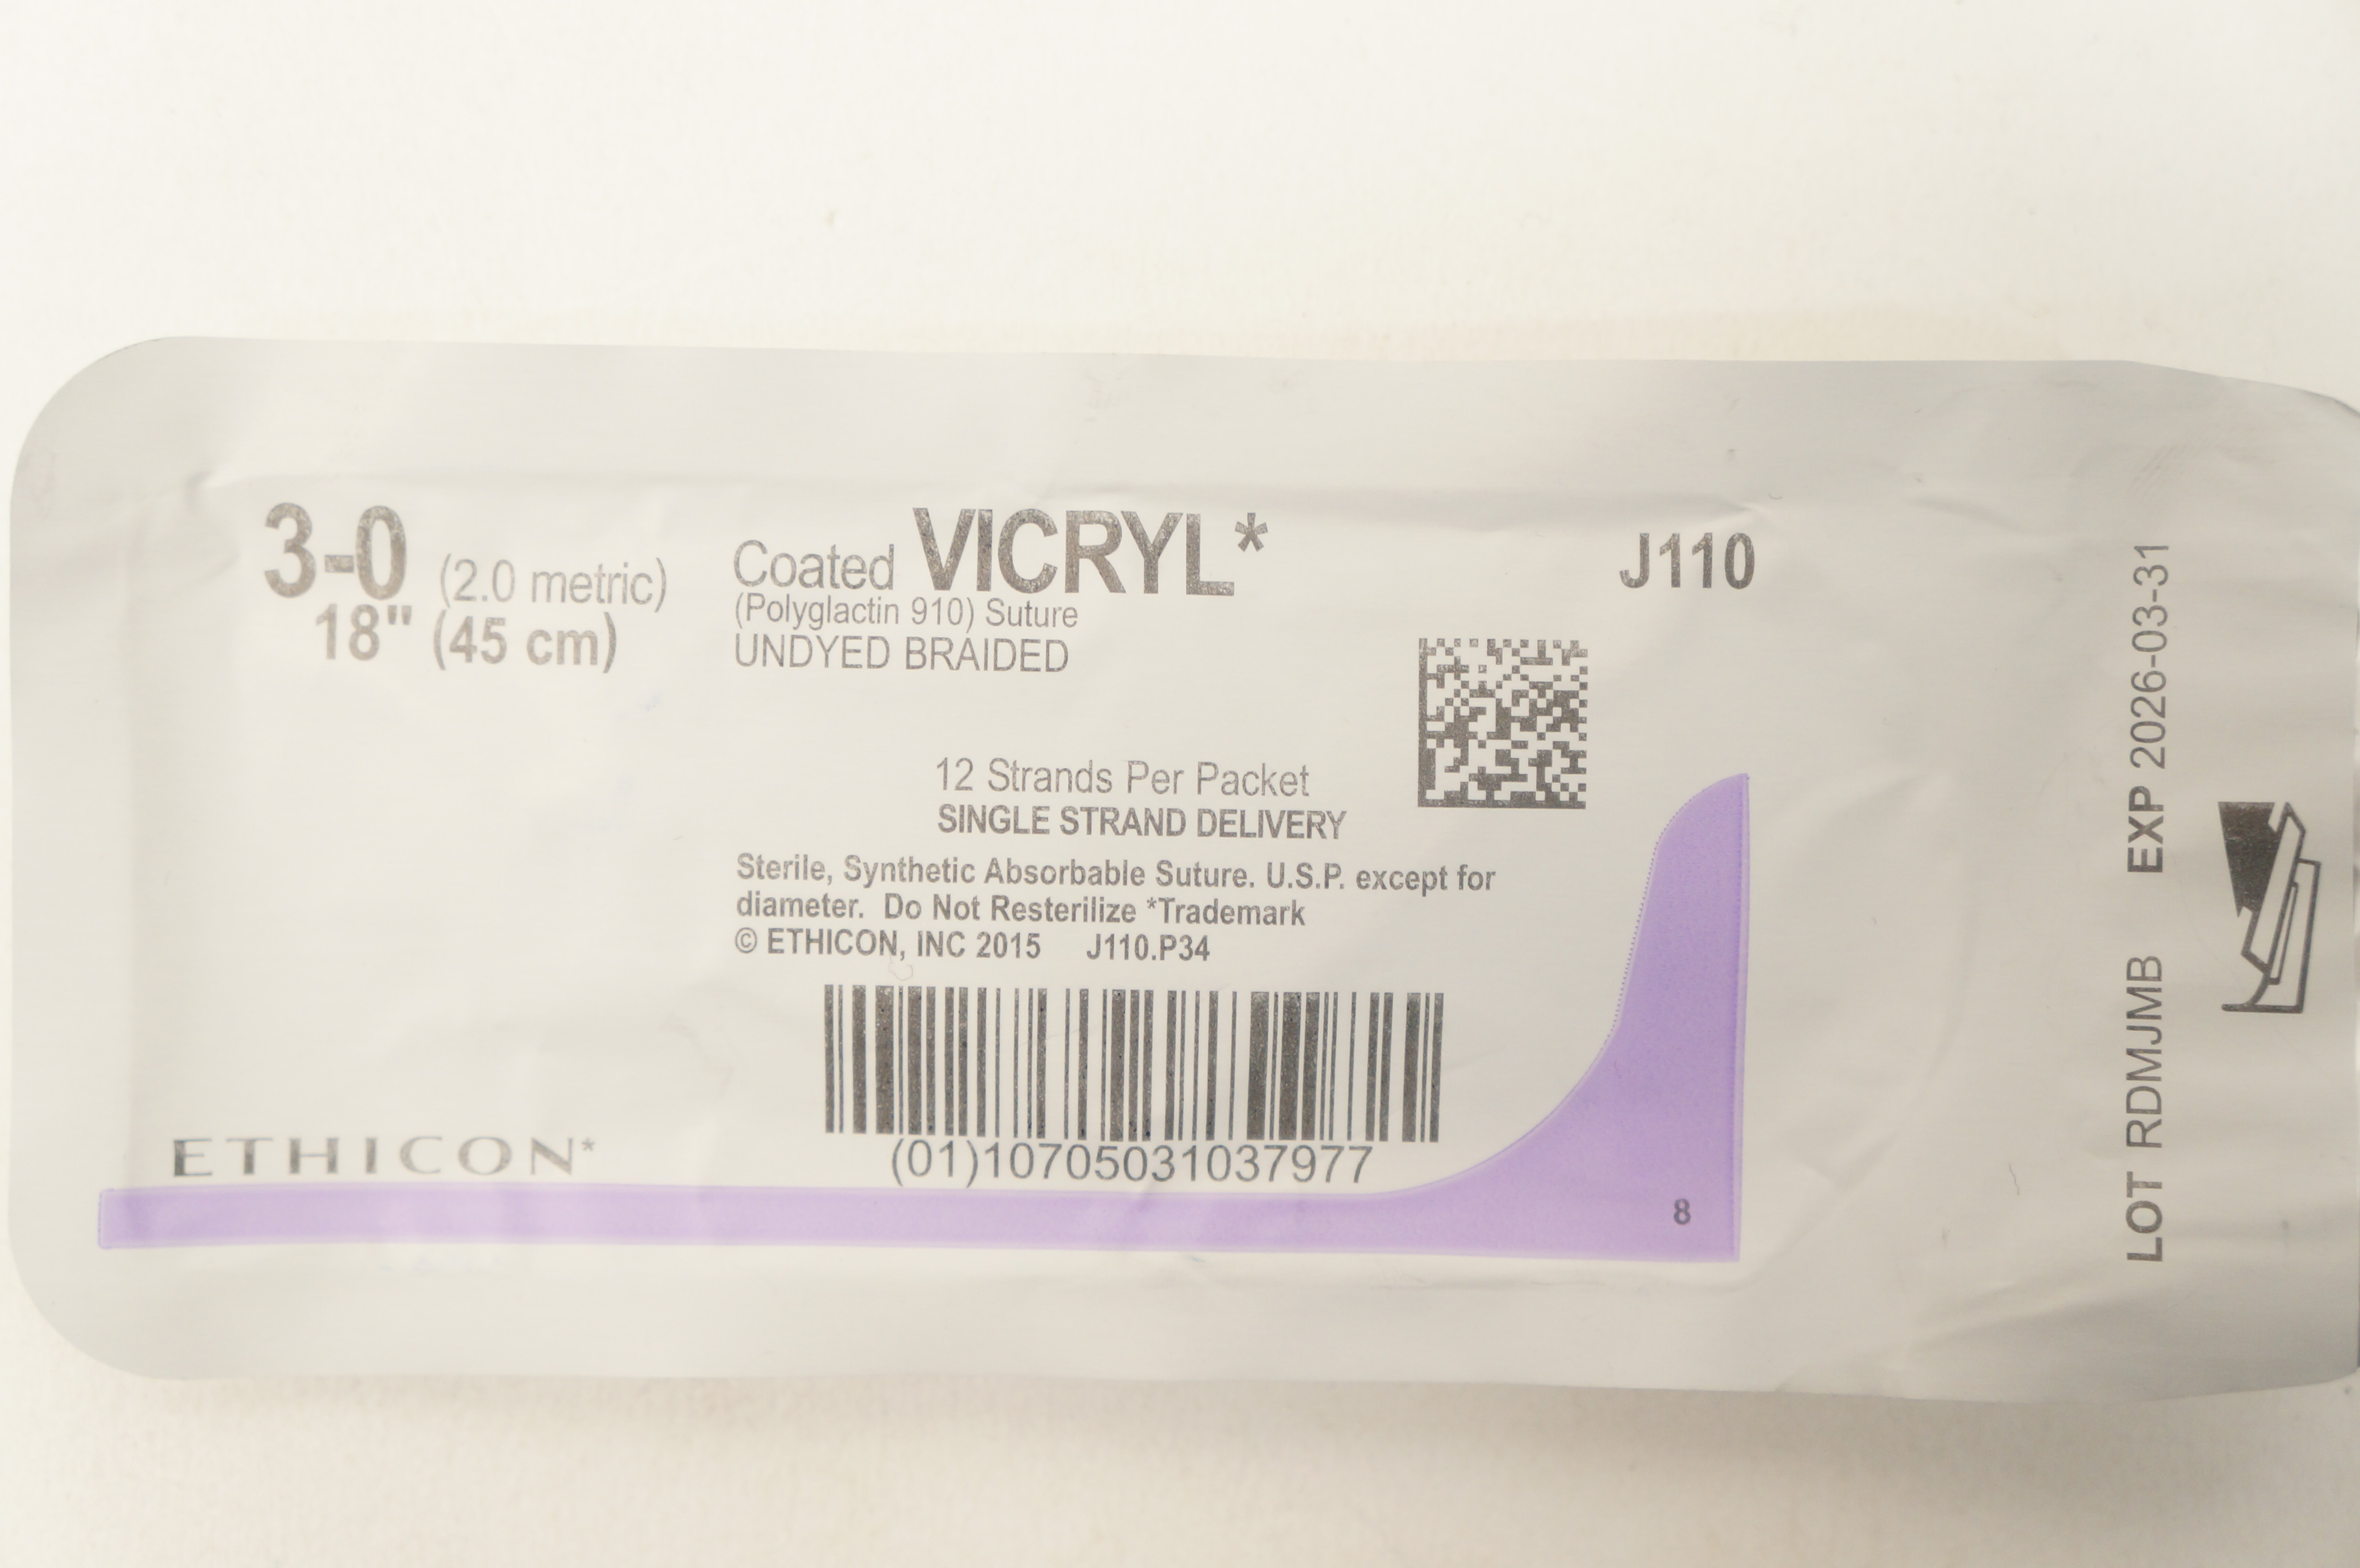 3-0 (2.0 metric)
18" (45 cm)
Coated VICRYL*
(Polyglactin 910) Suture
UNDYED BRAIDED
J110
12 Strands Per Packet
SINGLE STRAND DELIVERY
Sterile, Synthetic Absorbable Suture. U.S.P. except for
diameter. Do Not Resterilize *Trademark
© ETHICON, INC 2015 J110.P34
(01)10705031037977
ETHICON*
8
LOT RDMJMB EXP 2026-03-31